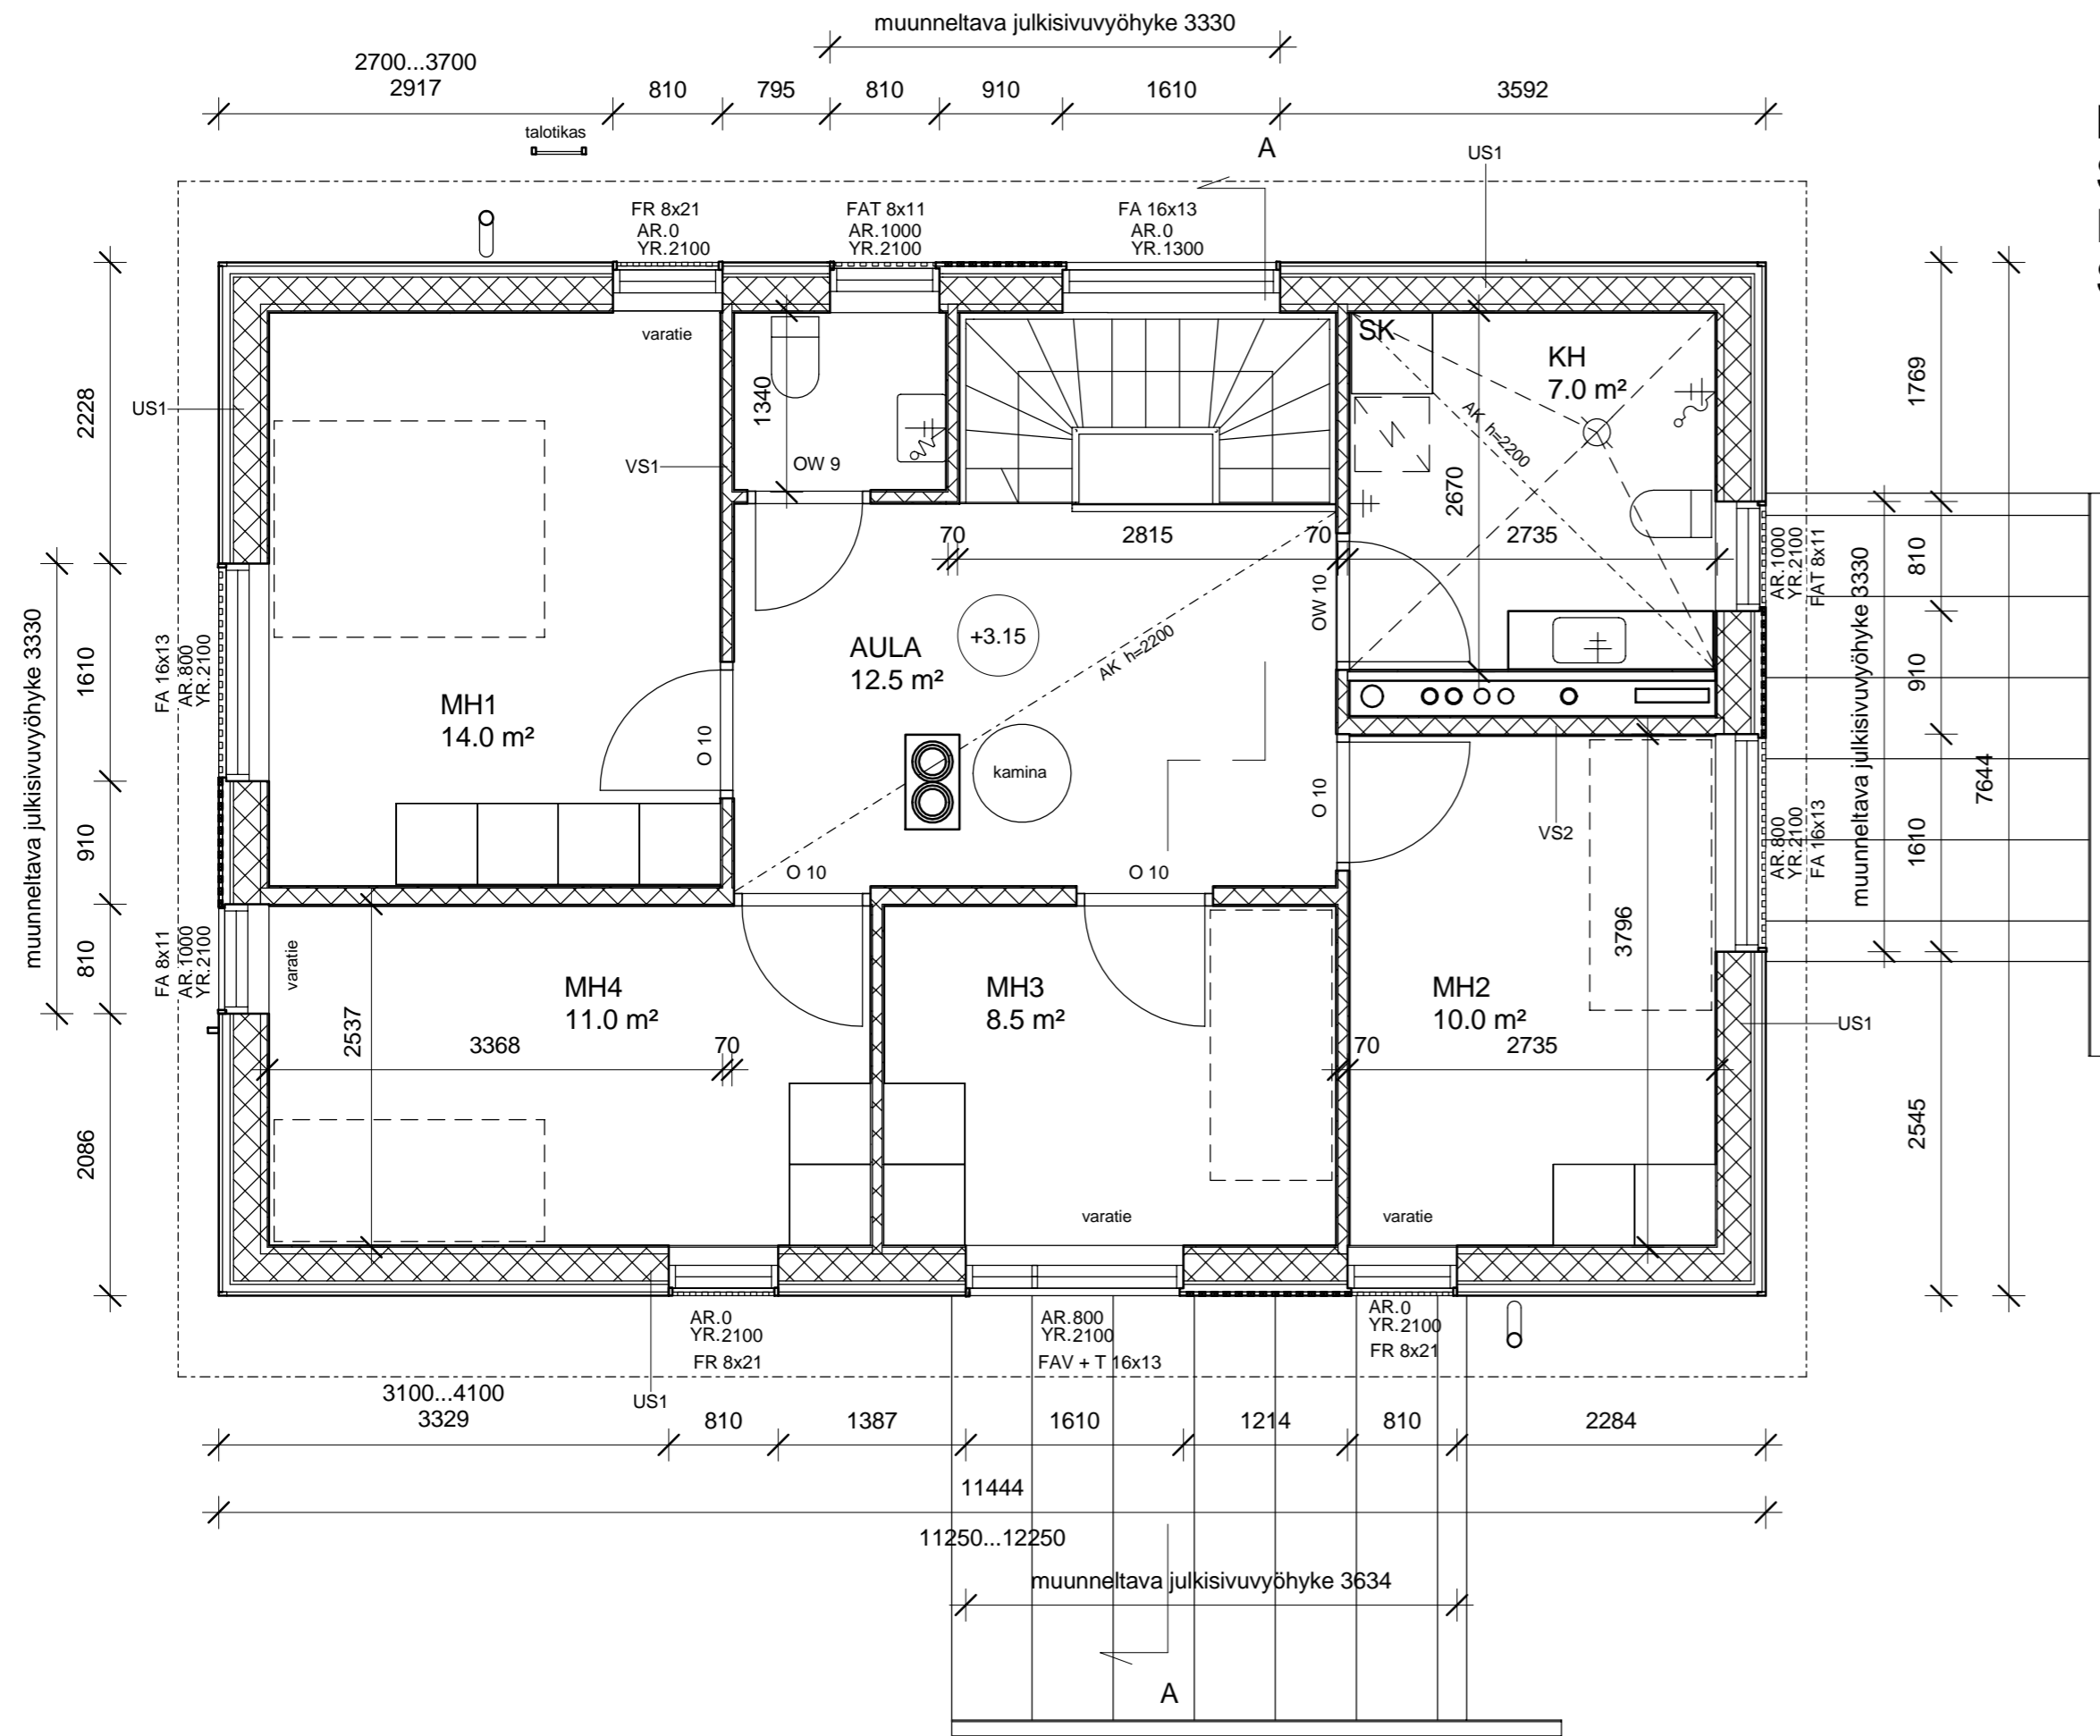 muunneltava julkisivuvyöhyke 3330
2700...3700
2917
810
795
810
910
1610
3592
talotikas
A
US1
FR 8x21
AR.0
YR.2100
FAT 8x11
AR.1000
YR.2100
FA 16x13
AR.0
YR.1300
varatie
SK
KH
7.0 m²
AK h=2200
1340
2670
OW 9
VS1
US1
2228
1610
910
810
2086
muunneltava julkisivuvyöhyke 3330
FA 16x13
AR.800
YR.2100
FA 8x11
AR.1000
YR.2100
70
2815
70
2735
OW 10
AULA
12.5 m²
+3.15
AK h=2200
MH1
14.0 m²
O 10
kamina
O 10
VS2
O 10
O 10
1769
810
910
1610
2545
7644
AR.1000
YR.2100
FAT 8x11
muunneltava julkisivuvyöhyke 3330
AR.800
YR.2100
FA 16x13
varatie
MH4
11.0 m²
2537
3368
70
MH3
8.5 m²
MH2
10.0 m²
3796
70
2735
US1
varatie
varatie
AR.0
YR.2100
FR 8x21
AR.800
YR.2100
FAV + T 16x13
AR.0
YR.2100
FR 8x21
US1
3100...4100
3329
810
1387
1610
1214
810
2284
11444
11250...12250
muunneltava julkisivuvyöhyke 3634
A